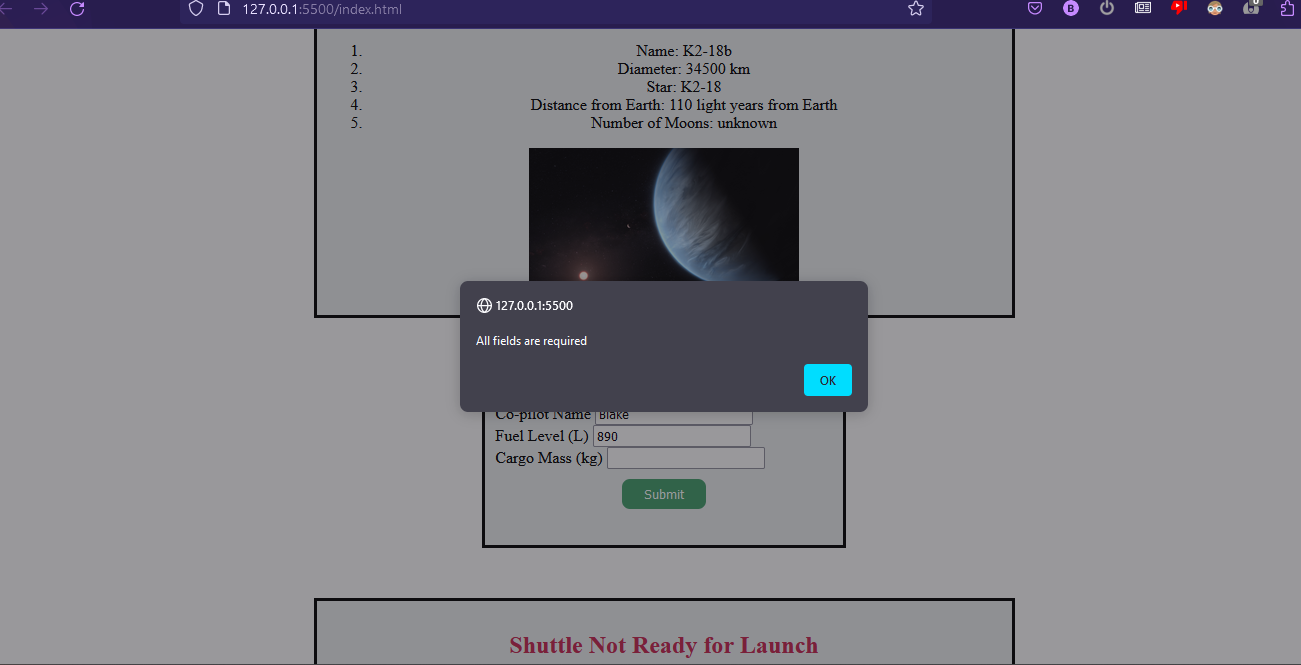 127.0.0.1:5500/index.html
B
0
1. Name: K2-18b
2. Diameter: 34500 km
3. Star: K2-18
4. Distance from Earth: 110 light years from Earth
5. Number of Moons: unknown
127.0.0.1:5500
All fields are required
OK
Co-pilot Name Blake
Fuel Level (L) 890
Cargo Mass (kg)
Submit
Shuttle Not Ready for Launch